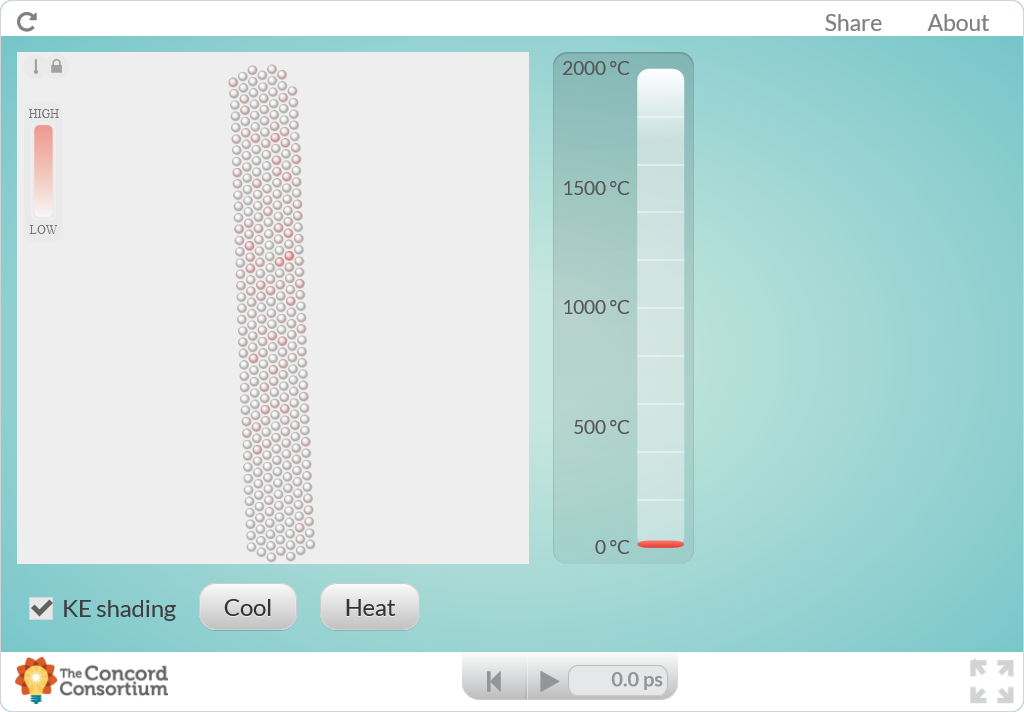 Share About
HIGH
LOW
2000 °C
1500 °C
1000 °C
500 °C
0 °C
KE shading
Cool
Heat
The Concord
Consortium
0.0 ps